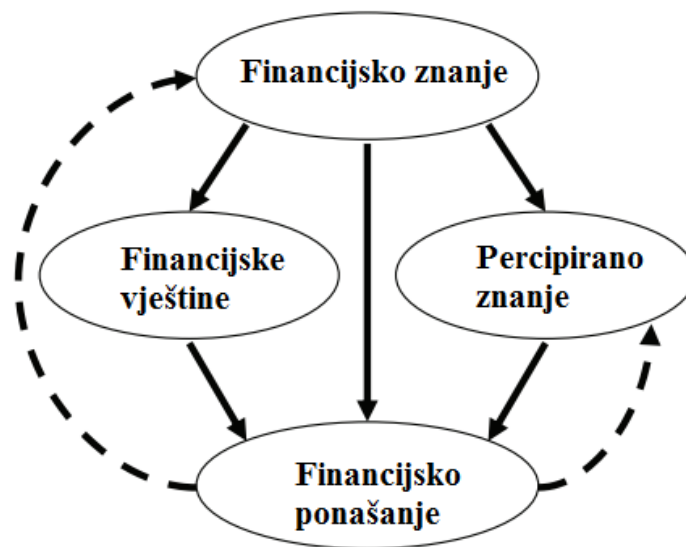 Financijsko znanje
Financijske
vještine
Percipirano
znanje
Financijsko
ponašanje